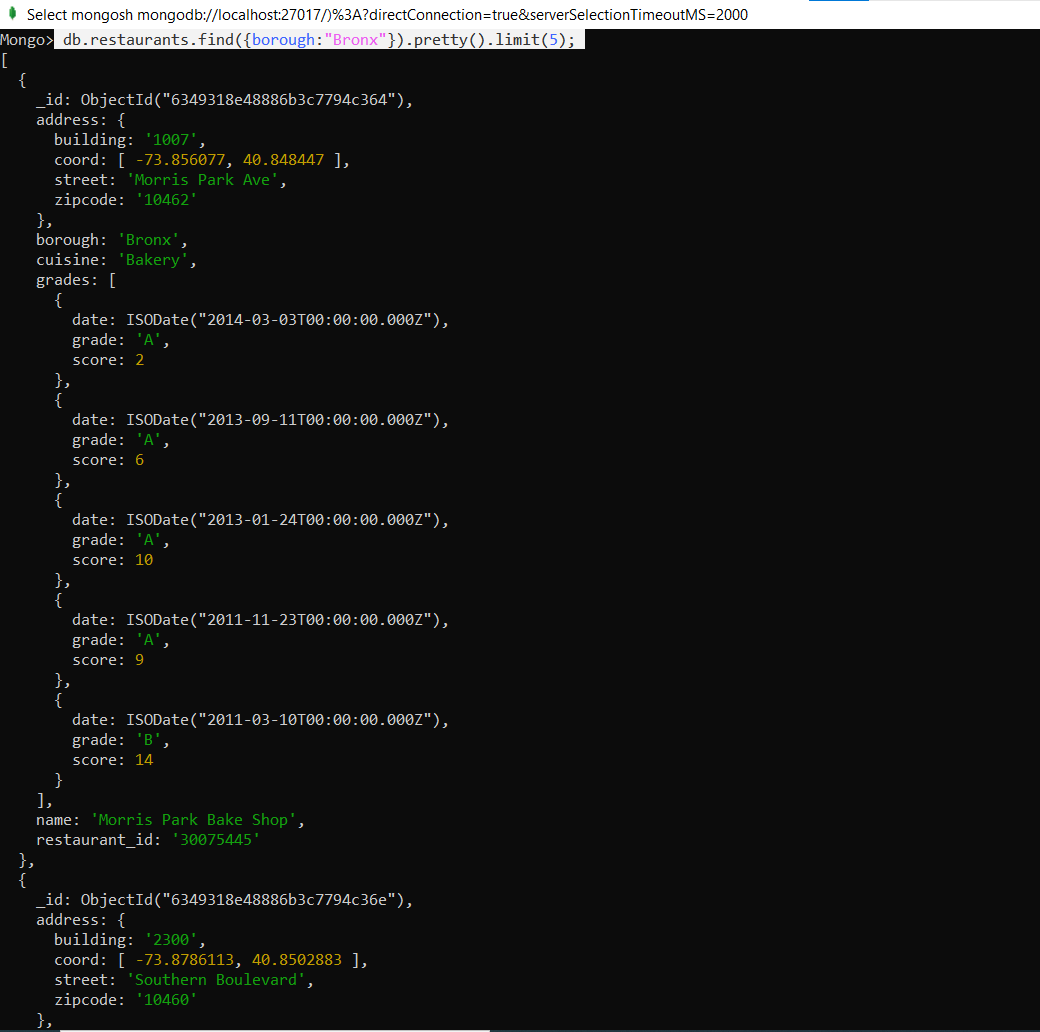 Select mongosh mongodb://localhost:27017/)%3A?directConnection=true&serverSelectionTimeoutMS=2000
Mongo> db.restaurants.find({borough:"Bronx"}).pretty().limit(5);
[
  {
    _id: ObjectId("6349318e48886b3c7794c364"),
    address: {
      building: '1007',
      coord: [ -73.856077, 40.848447 ],
      street: 'Morris Park Ave',
      zipcode: '10462'
    },
    borough: 'Bronx',
    cuisine: 'Bakery',
    grades: [
      {
        date: ISODate("2014-03-03T00:00:00.000Z"),
        grade: 'A',
        score: 2
      },
      {
        date: ISODate("2013-09-11T00:00:00.000Z"),
        grade: 'A',
        score: 6
      },
      {
        date: ISODate("2013-01-24T00:00:00.000Z"),
        grade: 'A',
        score: 10
      },
      {
        date: ISODate("2011-11-23T00:00:00.000Z"),
        grade: 'A',
        score: 9
      },
      {
        date: ISODate("2011-03-10T00:00:00.000Z"),
        grade: 'B',
        score: 14
      }
    ],
    name: 'Morris Park Bake Shop',
    restaurant_id: '30075445'
  },
  {
    _id: ObjectId("6349318e48886b3c7794c36e"),
    address: {
      building: '2300',
      coord: [ -73.8786113, 40.8502883 ],
      street: 'Southern Boulevard',
      zipcode: '10460'
    },